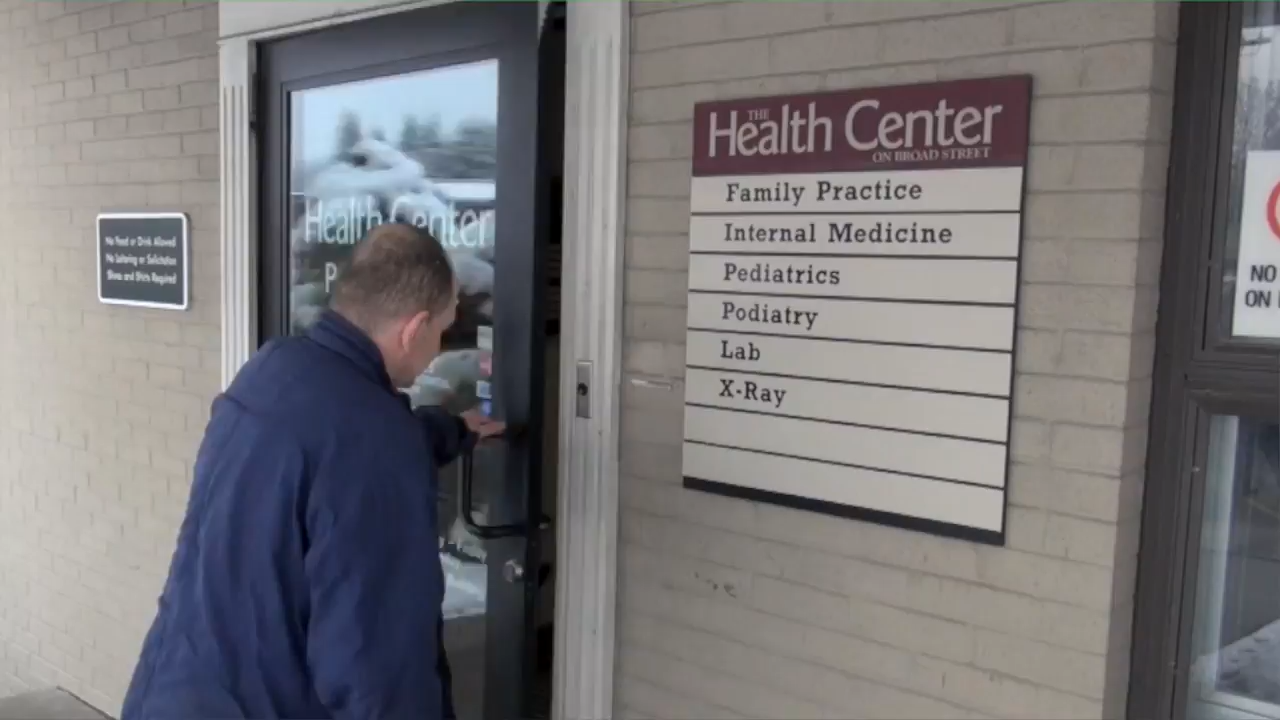 No Food or Drink Allowed
No Loitering or Solicitation
Shoes and Shirts Required
Health Center
P
THE
Health Center
ON BROAD STREET
Family Practice
Internal Medicine
Pediatrics
Podiatry
Lab
X-Ray
NO
ON